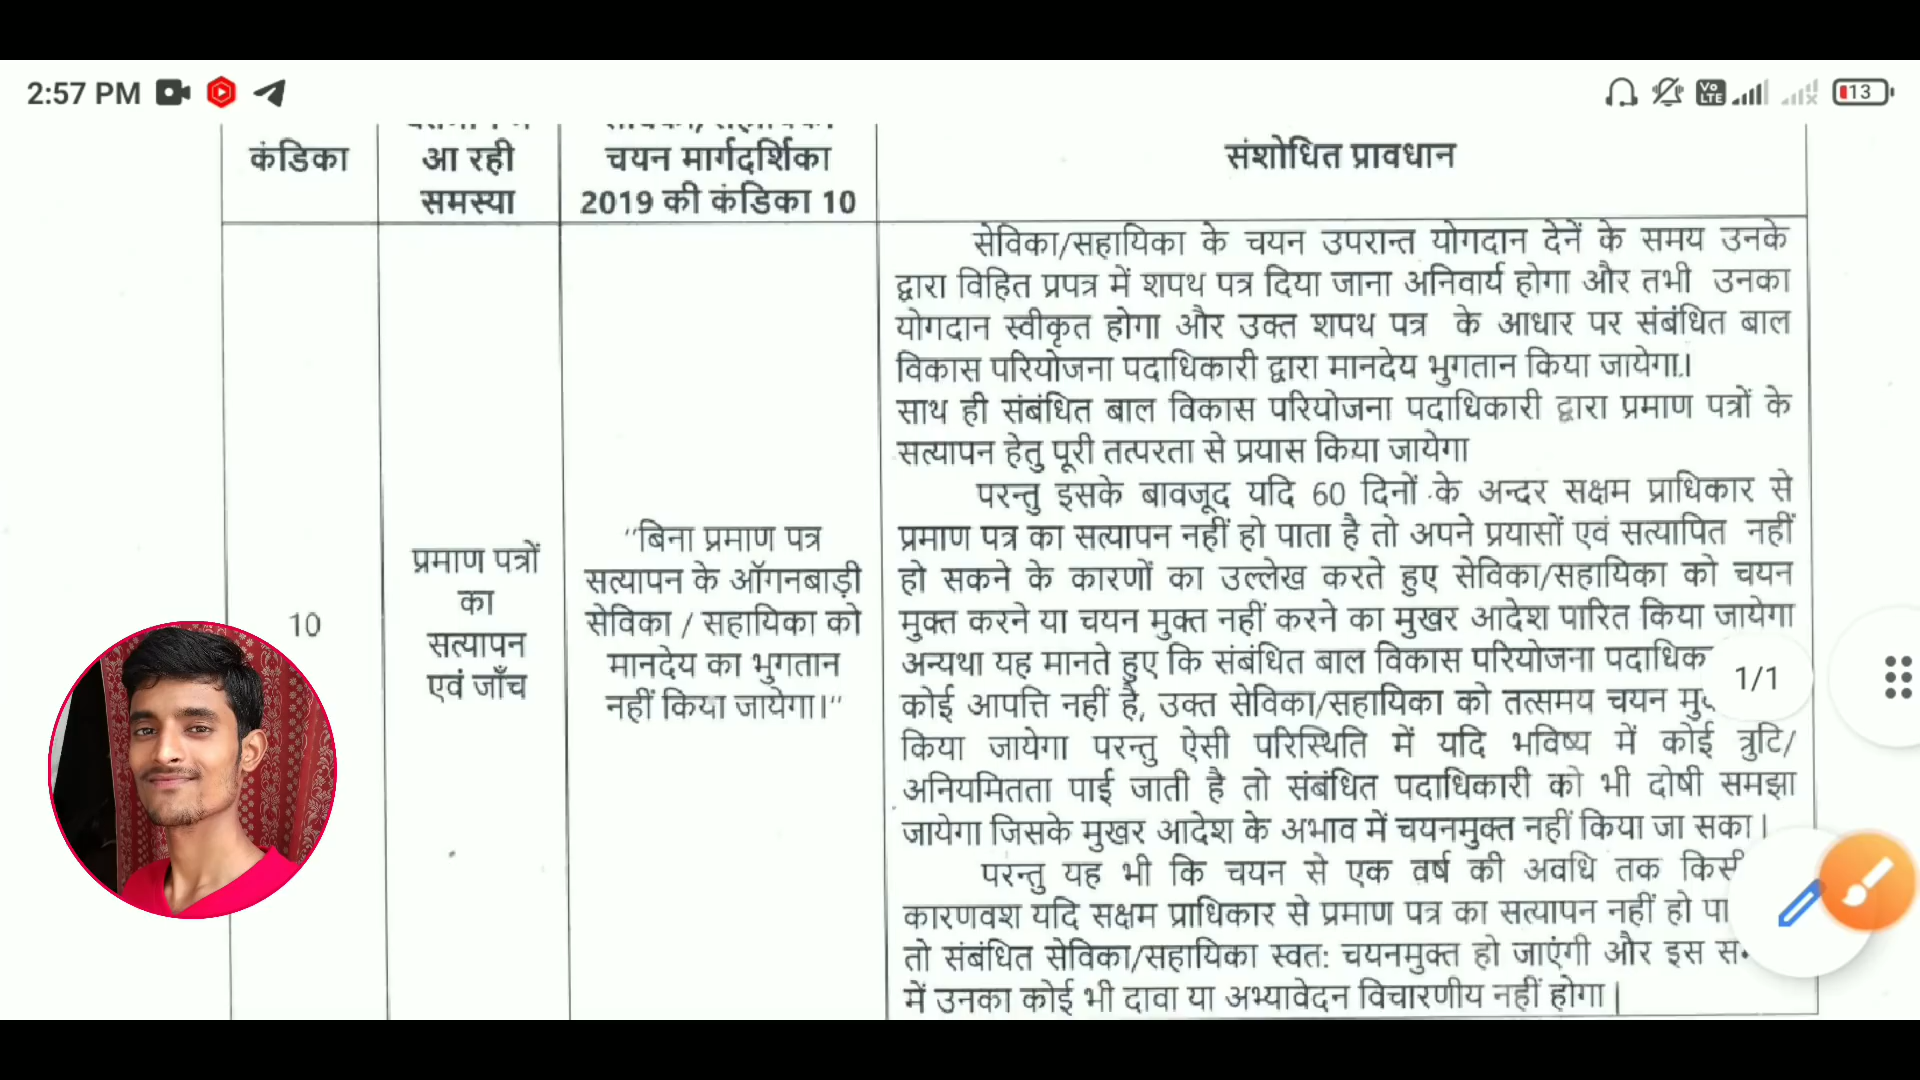 2:57 PM
VoLTE
13
कंडिका
आ रही
समस्या
चयन मार्गदर्शिका
2019 की कंडिका 10
संशोधित प्रावधान
10
प्रमाण पत्रों
का
सत्यापन
एवं जाँच
“बिना प्रमाण पत्र
सत्यापन के ऑगनबाड़ी
सेविका / सहायिका को
मानदेय का भुगतान
नहीं किया जायेगा।“
सेविका/सहायिका के चयन उपरान्त योगदान देनें के समय उनके
द्वारा विहित प्रपत्र में शपथ पत्र दिया जाना अनिवार्य होगा और तभी उनका
योगदान स्वीकृत होगा और उक्त शपथ पत्र के आधार पर संबंधित बाल
विकास परियोजना पदाधिकारी द्वारा मानदेय भुगतान किया जायेगा।
साथ ही संबंधित बाल विकास परियोजना पदाधिकारी द्वारा प्रमाण पत्रों के
सत्यापन हेतु पूरी तत्परता से प्रयास किया जायेगा
परन्तु इसके बावजूद यदि 60 दिनों के अन्दर सक्षम प्राधिकार से
प्रमाण पत्र का सत्यापन नहीं हो पाता है तो अपने प्रयासों एवं सत्यापित नहीं
हो सकने के कारणों का उल्लेख करते हुए सेविका/सहायिका को चयन
मुक्त करने या चयन मुक्त नहीं करने का मुखर आदेश पारित किया जायेगा
अन्यथा यह मानते हुए कि संबंधित बाल विकास परियोजना
कोई आपत्ति नहीं है, उक्त सेविका/सहायिका को तत्समय चयन
किया जायेगा परन्तु ऐसी परिस्थिति में यदि भविष्य में कोई त्रुटि/
अनियमितता पाई जाती है तो संबंधित पदाधिकारी को भी दोषी समझा
जायेगा जिसके मुखर आदेश के अभाव में चयनमुक्त नहीं किया जा सका।
परन्तु यह भी कि चयन से एक वर्ष की अवधि तक
कारणवश यदि सक्षम प्राधिकार से प्रमाण पत्र का सत्यापन नहीं हो
तो संबंधित सेविका/सहायिका स्वत: चयनमुक्त हो जाएंगी और इस
में उनका कोई भी दावा या अभ्यावेदन विचारणीय नहीं होगा|
1/1